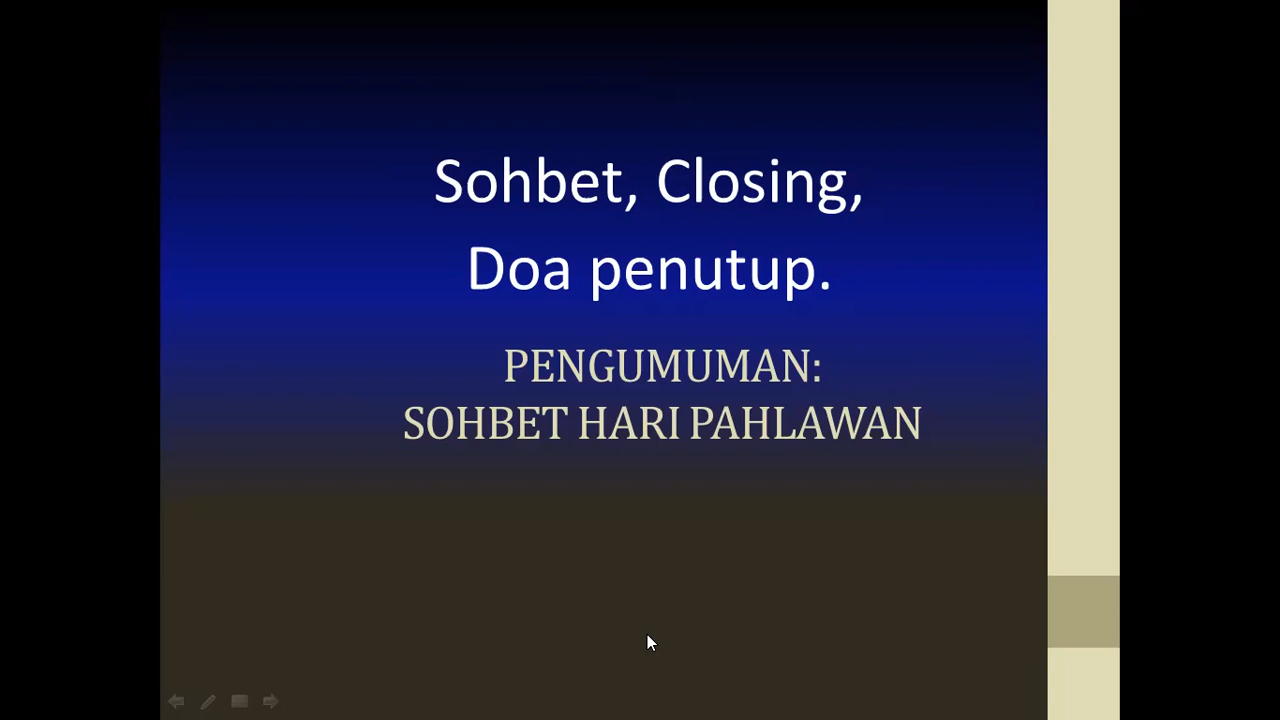 Sohbet, Closing,
Doa penutup.
PENGUMUMAN:
SOHBET HARI PAHLAWAN